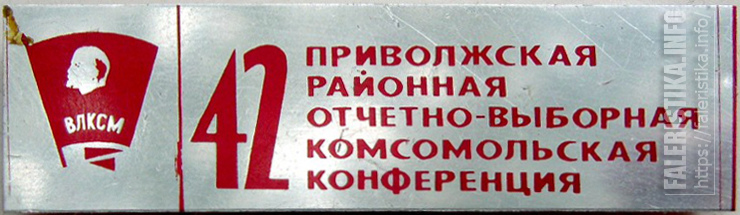 ВЛКСМ
42
ПРИВОЛЖСКАЯ
РАЙОННАЯ
ОТЧЕТНО-ВЫБОРНАЯ
КОМСОМОЛЬСКАЯ
КОНФЕРЕНЦИЯ
FALERISTIKA.INFO
https://faleristika.info/